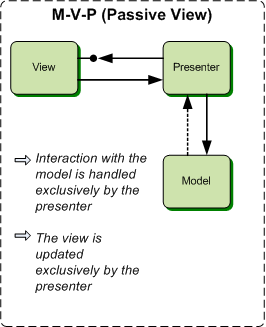 M-V-P (Passive View)
View
Presenter
Model
Interaction with the
model is handled
exclusively by the
presenter
The view is
updated
exclusively by the
presenter